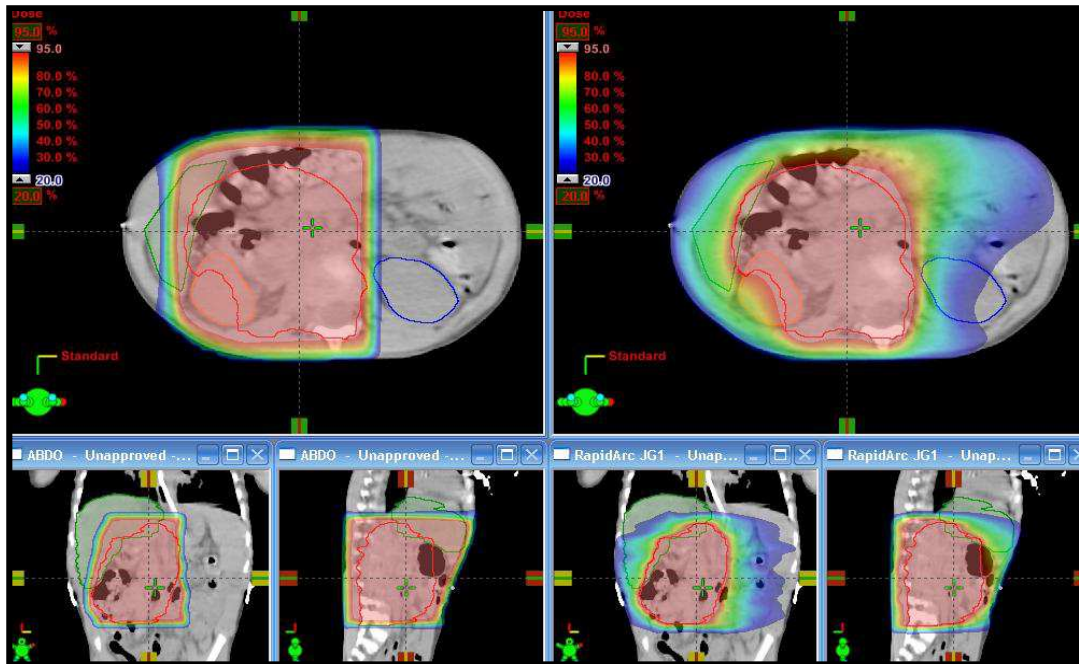 Dose
95.0 %
95.0
80.0 %
70.0 %
60.0 %
50.0 %
40.0 %
30.0 %
20.0
20.0 %
Standard
Dose
95.0 %
95.0
80.0 %
70.0 %
60.0 %
50.0 %
40.0 %
30.0 %
20.0
20.0 %
Standard
ABDO - Unapproved -...
ABDO - Unapproved -...
RapidArc JG1 - Unap...
RapidArc JG1 - Unap...